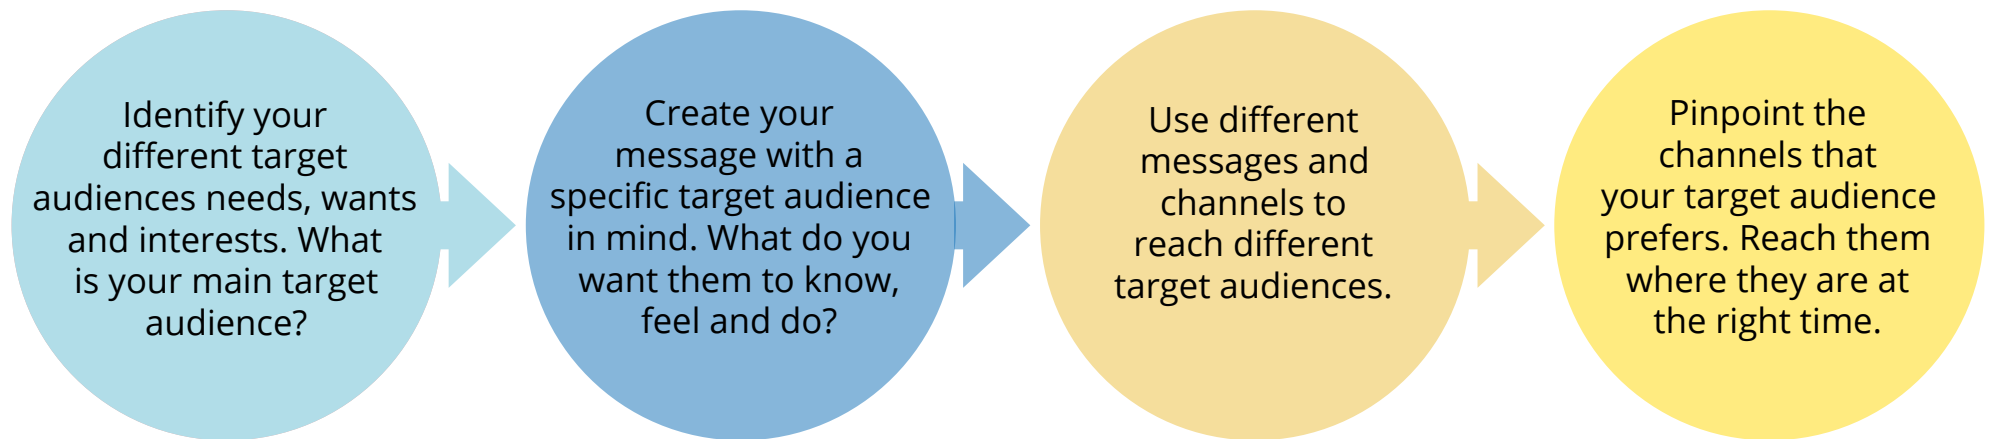 Identify your
different target
audiences needs, wants
and interests. What
is your main target
audience?
Create your
message with a
specific target audience
in mind. What do you
want them to know,
feel and do?
Use different
messages and
channels to
reach different
target audiences.
Pinpoint the
channels that
your target audience
prefers. Reach them
where they are at
the right time.